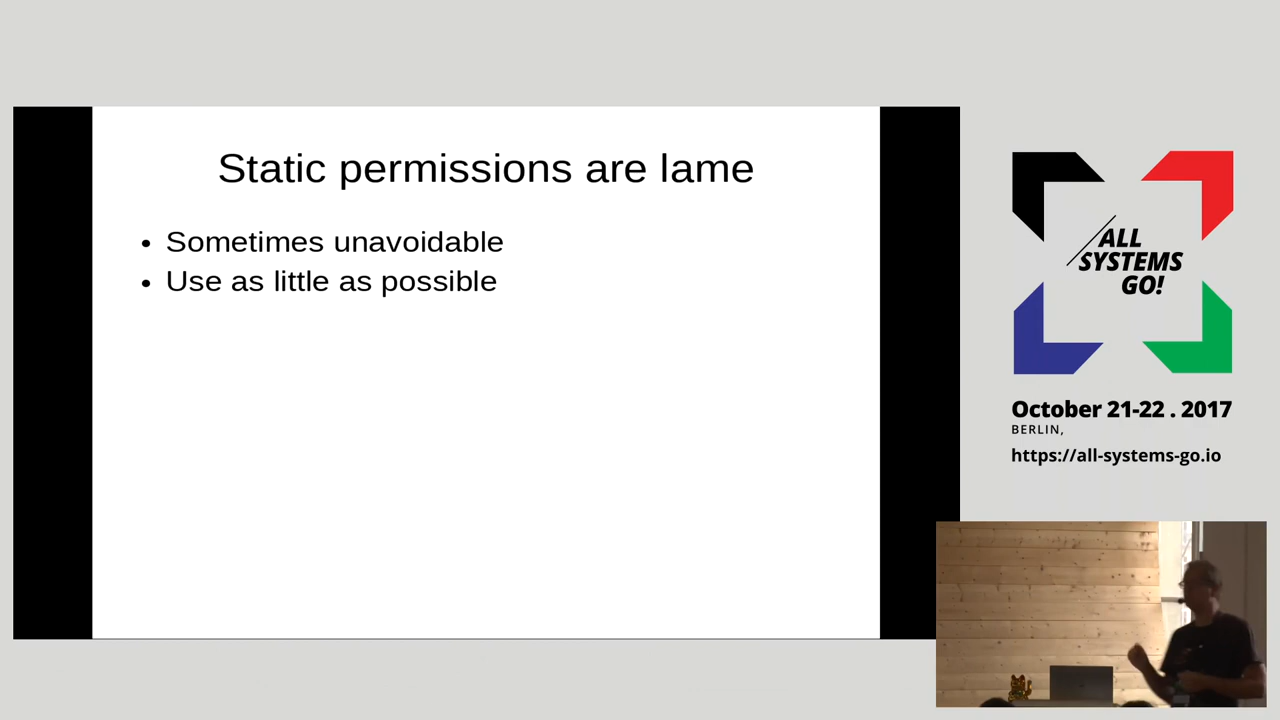 Static permissions are lame
• Sometimes unavoidable
• Use as little as possible
ALL
SYSTEMS
GO!
October 21-22 . 2017
BERLIN,
https://all-systems-go.io